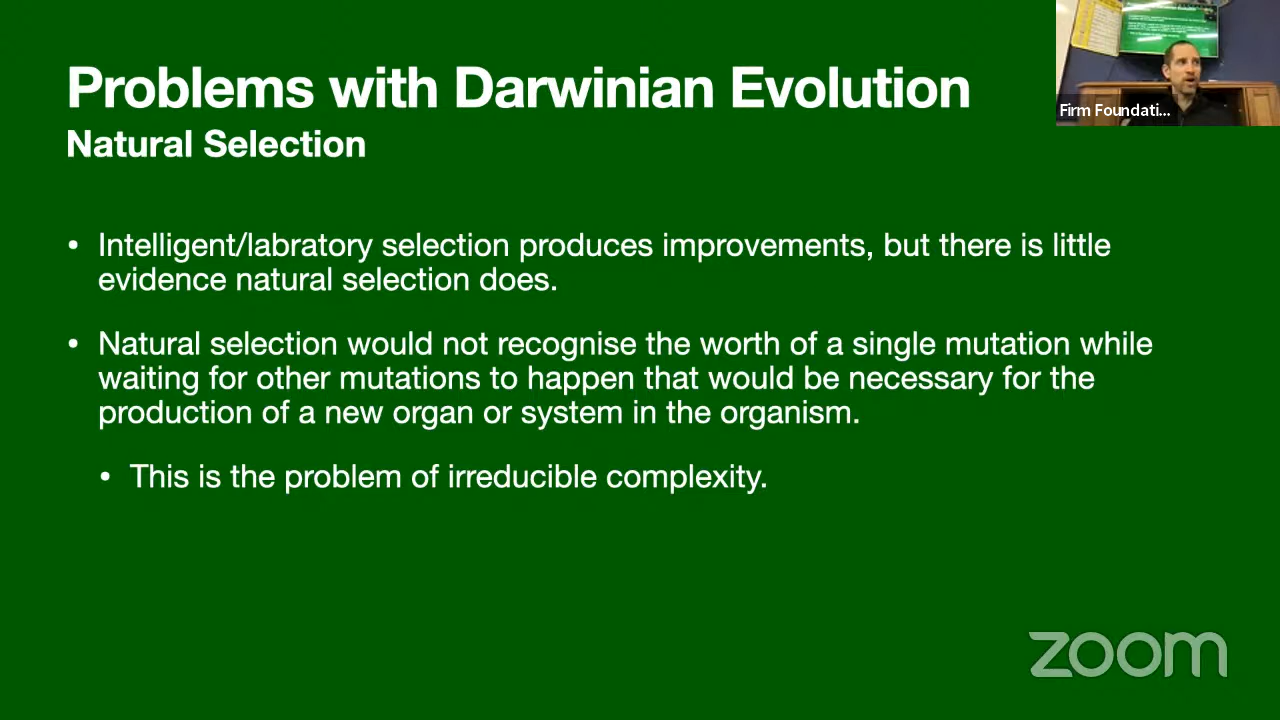 Problems with Darwinian Evolution
Natural Selection
• Intelligent/labratory selection produces improvements, but there is little
evidence natural selection does.
• Natural selection would not recognise the worth of a single mutation while
waiting for other mutations to happen that would be necessary for the
production of a new organ or system in the organism.
• This is the problem of irreducible complexity.
Firm Foundati...
zoom